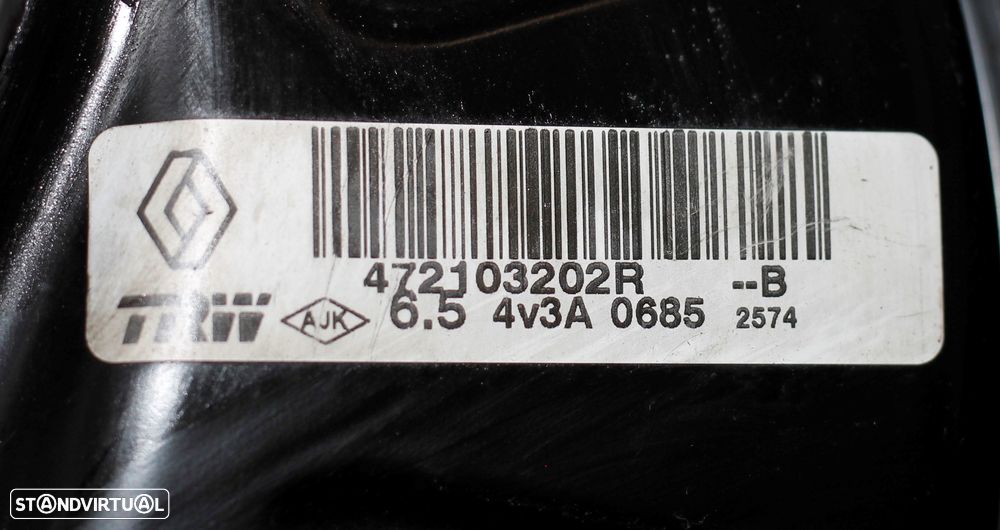 472103202R --B
TRW AJK 6.5 4v3A 0685 2574
STANDVIRTUAL